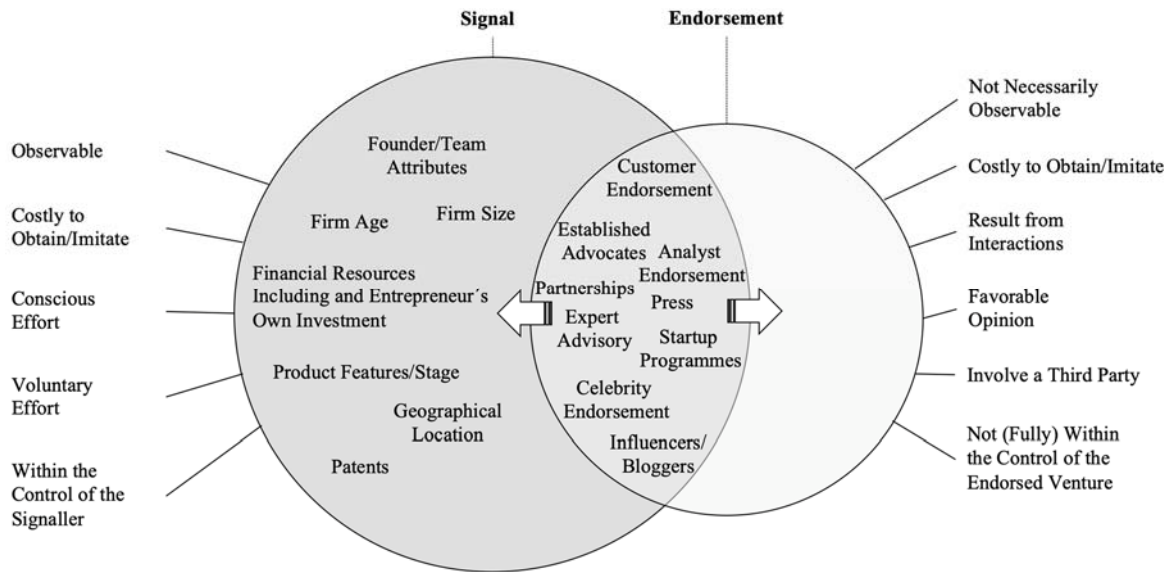 Signal
Endorsement
Observable
Costly to
Obtain/Imitate
Conscious
Effort
Voluntary
Effort
Within the
Control of the
Signaller
Founder/Team
Attributes
Firm Age
Firm Size
Financial Resources
Including and Entrepreneur´s
Own Investment
Product Features/Stage
Geographical
Location
Patents
Customer
Endorsement
Established
Advocates
Analyst
Endorsement
Partnerships
Press
Expert
Advisory
Startup
Programmes
Celebrity
Endorsement
Influencers/
Bloggers
Not Necessarily
Observable
Costly to Obtain/Imitate
Result from
Interactions
Favorable
Opinion
Involve a Third Party
Not (Fully) Within
the Control of the
Endorsed Venture